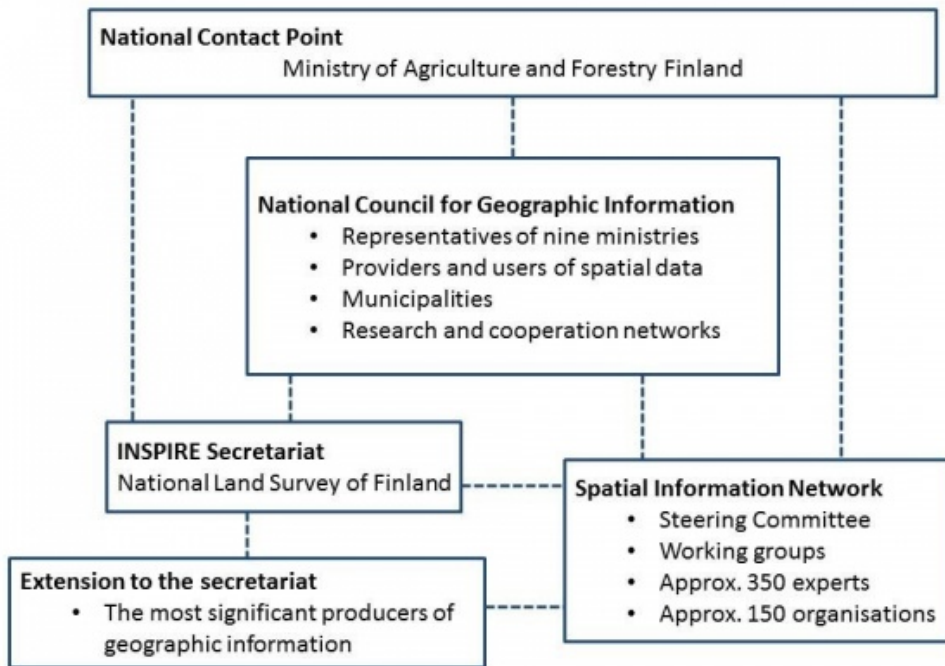 National Contact Point
Ministry of Agriculture and Forestry Finland
National Council for Geographic Information
• Representatives of nine ministries
• Providers and users of spatial data
• Municipalities
• Research and cooperation networks
INSPIRE Secretariat
National Land Survey of Finland
Spatial Information Network
• Steering Committee
• Working groups
• Approx. 350 experts
• Approx. 150 organisations
Extension to the secretariat
• The most significant producers of
geographic information